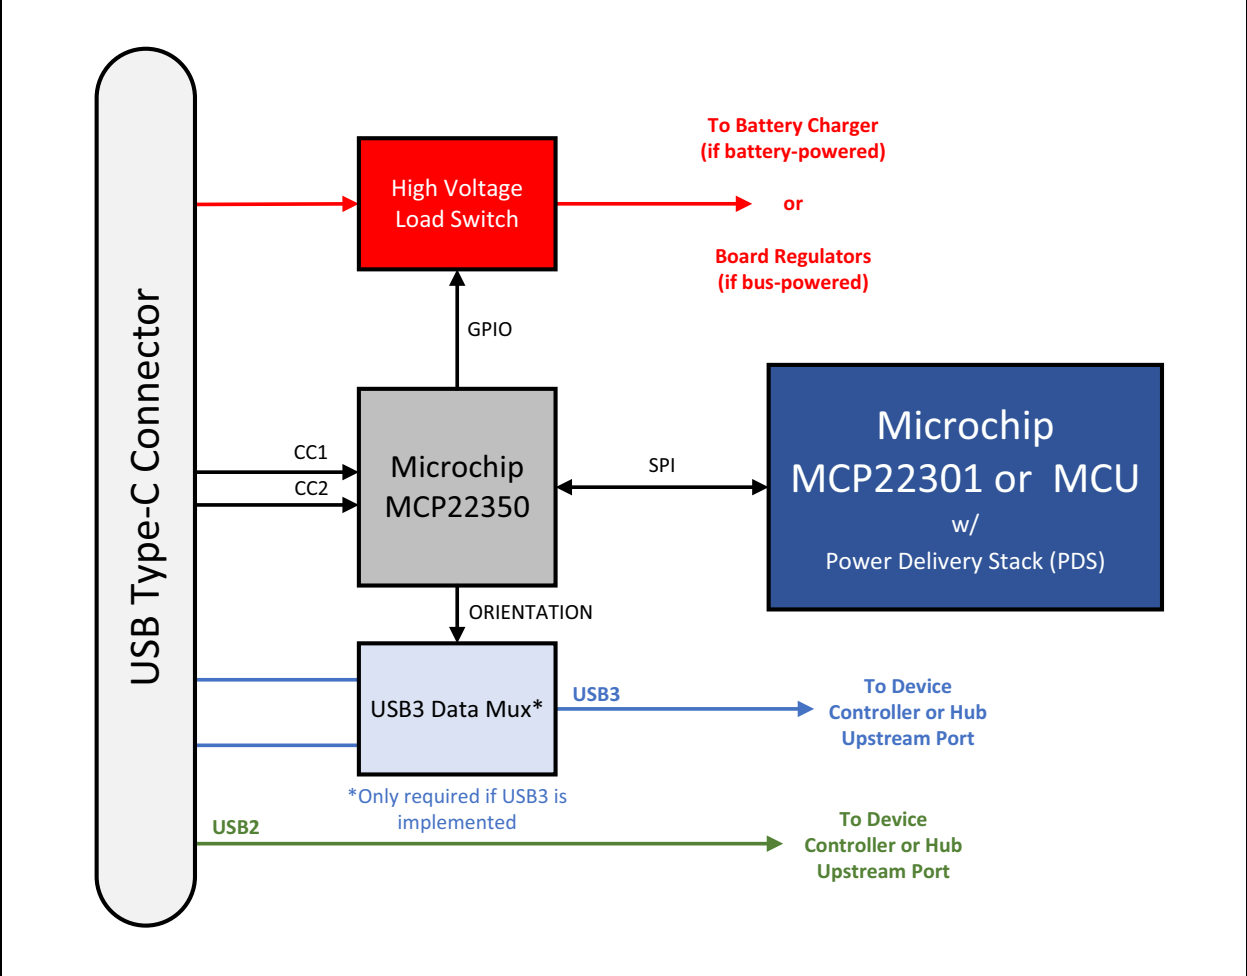 USB Type-C Connector
To Battery Charger
(if battery-powered)
or
Board Regulators
(if bus-powered)
High Voltage
Load Switch
GPIO
CC1
CC2
Microchip
MCP22350
SPI
Microchip
MCP22301 or MCU
w/
Power Delivery Stack (PDS)
ORIENTATION
USB3 Data Mux*
USB3
To Device
Controller or Hub
Upstream Port
*Only required if USB3 is
implemented
USB2
To Device
Controller or Hub
Upstream Port